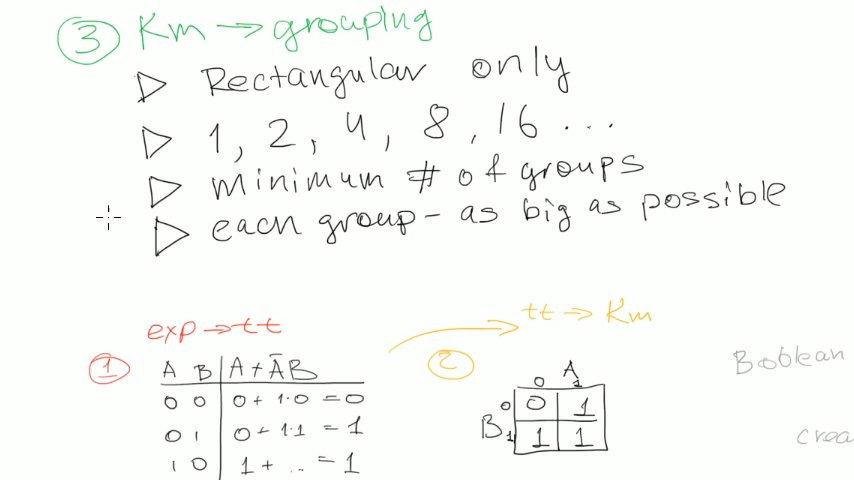 ③ Km → grouping
▷ Rectangular only
▷ 1, 2, 4, 8, 16 ...
▷ minimum # of groups
▷ each group - as big as possible
exp → tt
tt → Km
① 
②
A B | A + ĀB
0 0 | 0 + 1·0 = 0
0 1 | 0 + 1·1 = 1
1 0 | 1 + ... = 1
A
0 1
B 0 | 0 | 1
1 | 1 | 1
Boolean
crea